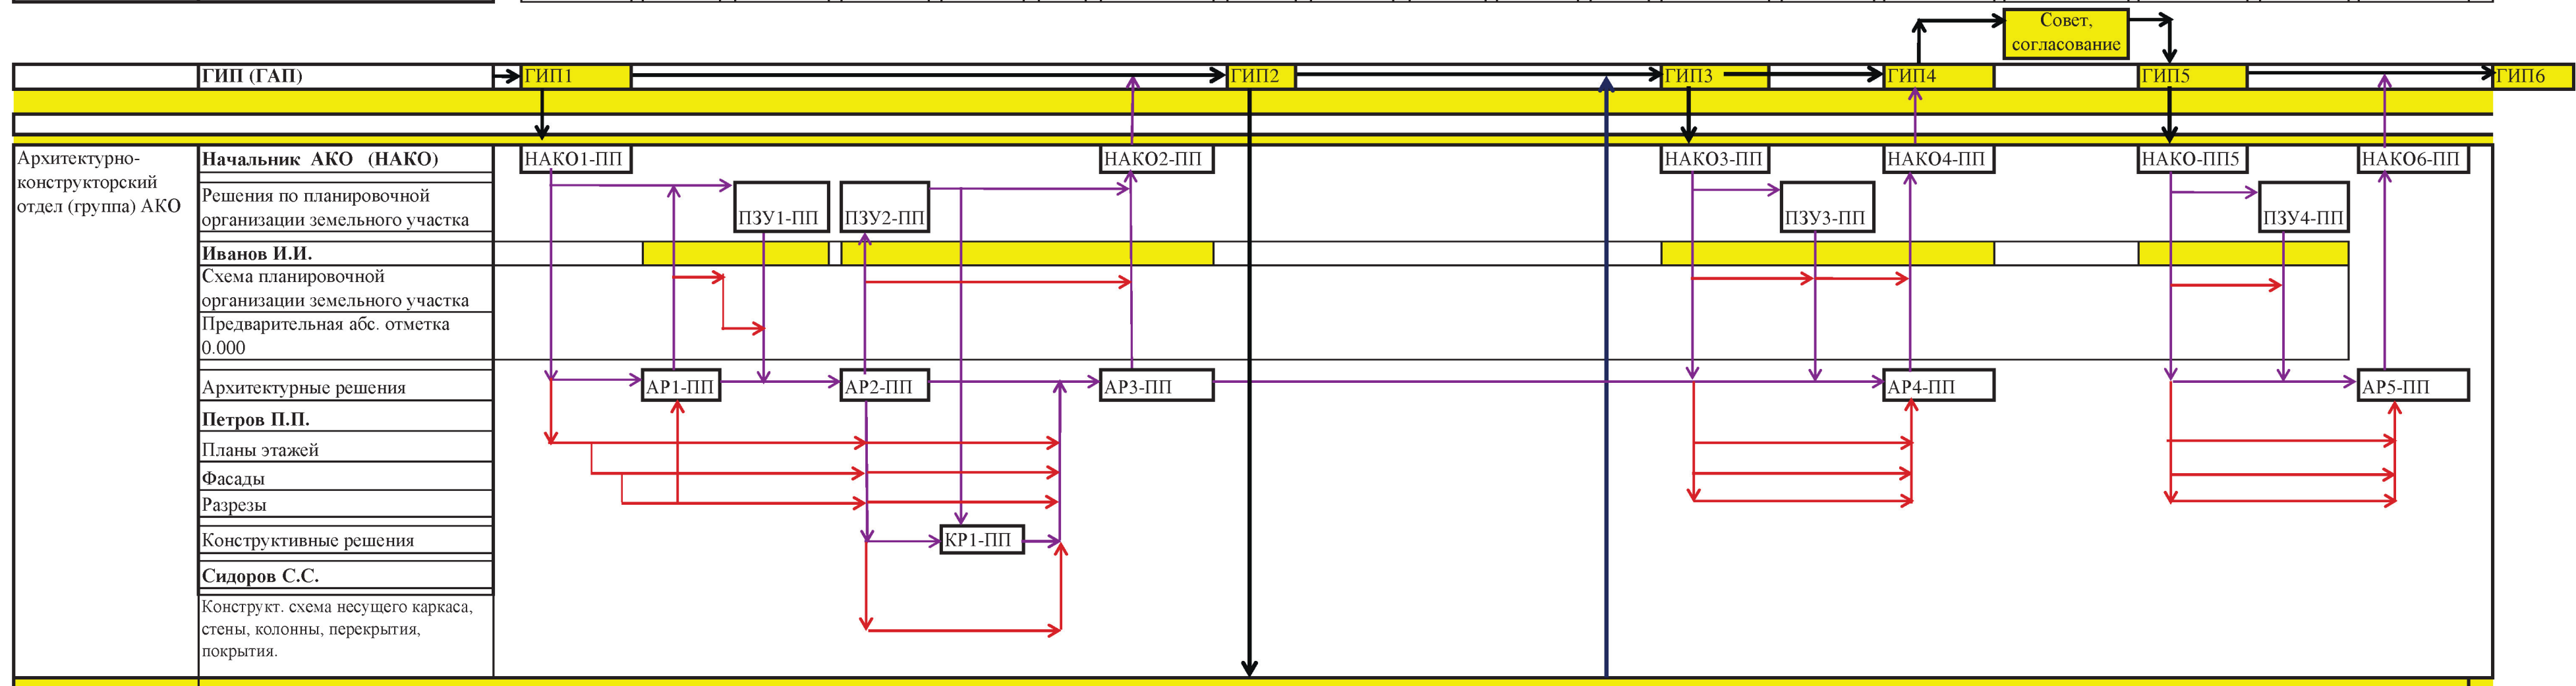 Совет,
согласование
ГИП (ГАП)
ГИП1
ГИП2
ГИП3
ГИП4
ГИП5
ГИП6
Архитектурно-
конструкторский
отдел (группа) АКО
Начальник АКО (НАКО)
НАКО1-ПП
НАКО2-ПП
НАКО3-ПП
НАКО4-ПП
НАКО-ПП5
НАКО6-ПП
Решения по планировочной
организации земельного участка
ПЗУ1-ПП
ПЗУ2-ПП
ПЗУ3-ПП
ПЗУ4-ПП
Иванов И.И.
Схема планировочной
организации земельного участка
Предварительная абс. отметка
0.000
Архитектурные решения
АР1-ПП
АР2-ПП
АР3-ПП
АР4-ПП
АР5-ПП
Петров П.П.
Планы этажей
Фасады
Разрезы
Конструктивные решения
КР1-ПП
Сидоров С.С.
Конструкт. схема несущего каркаса,
стены, колонны, перекрытия,
покрытия.